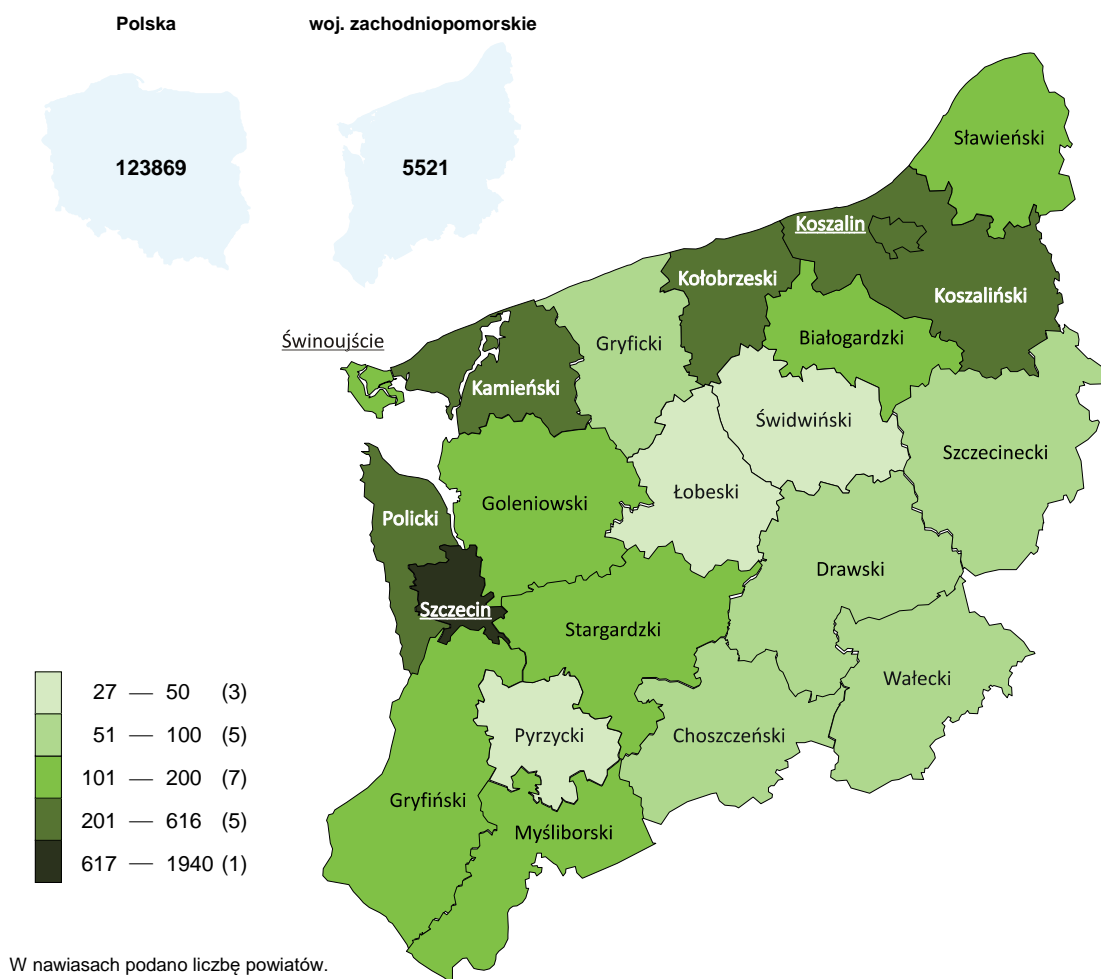 Polska
woj. zachodniopomorskie
123869
5521
Sławieński
Koszalin
Kołobrzeski
Koszaliński
Świnoujście
Gryficki
Białogardzki
Kamieński
Świdwiński
Szczecinecki
Łobeski
Goleniowski
Policki
Drawski
Szczecin
Stargardzki
Wałecki
Pyrzycki
Choszczeński
Gryfiński
Myśliborski
27 — 50 (3)
51 — 100 (5)
101 — 200 (7)
201 — 616 (5)
617 — 1940 (1)
W nawiasach podano liczbę powiatów.